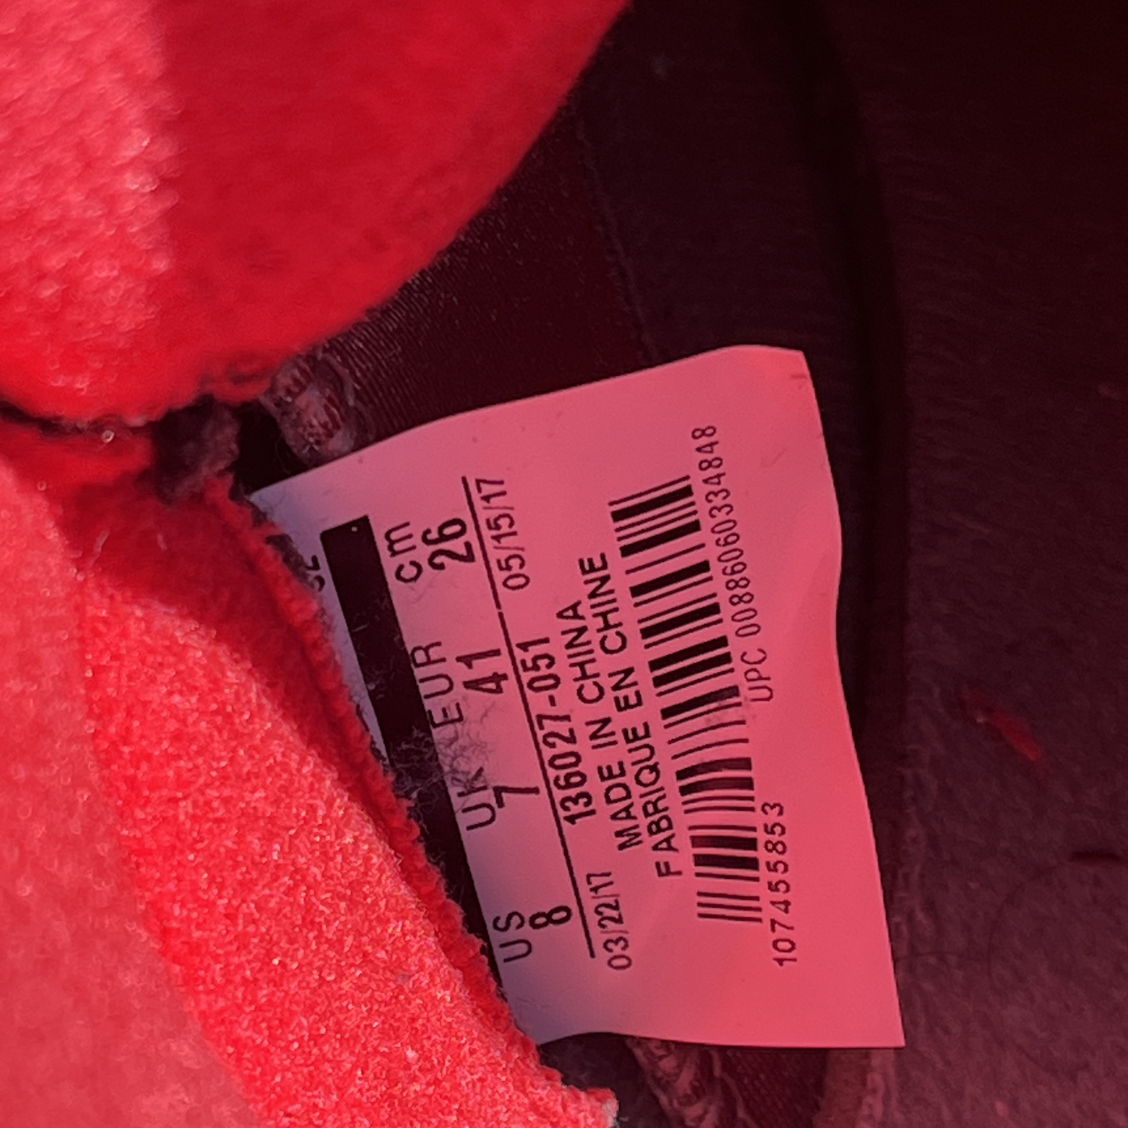 US UK EUR cm
8 7 41 26
03/22/17 136027-051 05/15/17
MADE IN CHINA
FABRIQUE EN CHINE
107455853 UPC 00886060334848